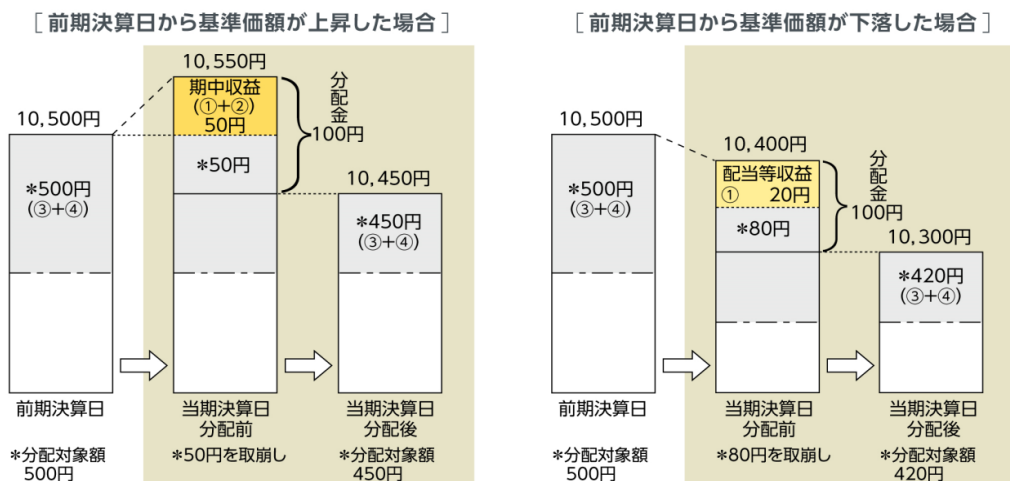 [前期決算日から基準価額が上昇した場合]
10,550円
期中収益
(①+②)
50円
分配金
100円
10,500円
*50円
*500円
(③+④)
10,450円
*450円
(③+④)
前期決算日
当期決算日
分配前
当期決算日
分配後
*分配対象額
500円
*50円を取崩し
*分配対象額
450円
[前期決算日から基準価額が下落した場合]
10,500円
10,400円
配当等収益
① 20円
分配金
100円
*500円
(③+④)
*80円
10,300円
*420円
(③+④)
前期決算日
当期決算日
分配前
当期決算日
分配後
*分配対象額
500円
*80円を取崩し
*分配対象額
420円